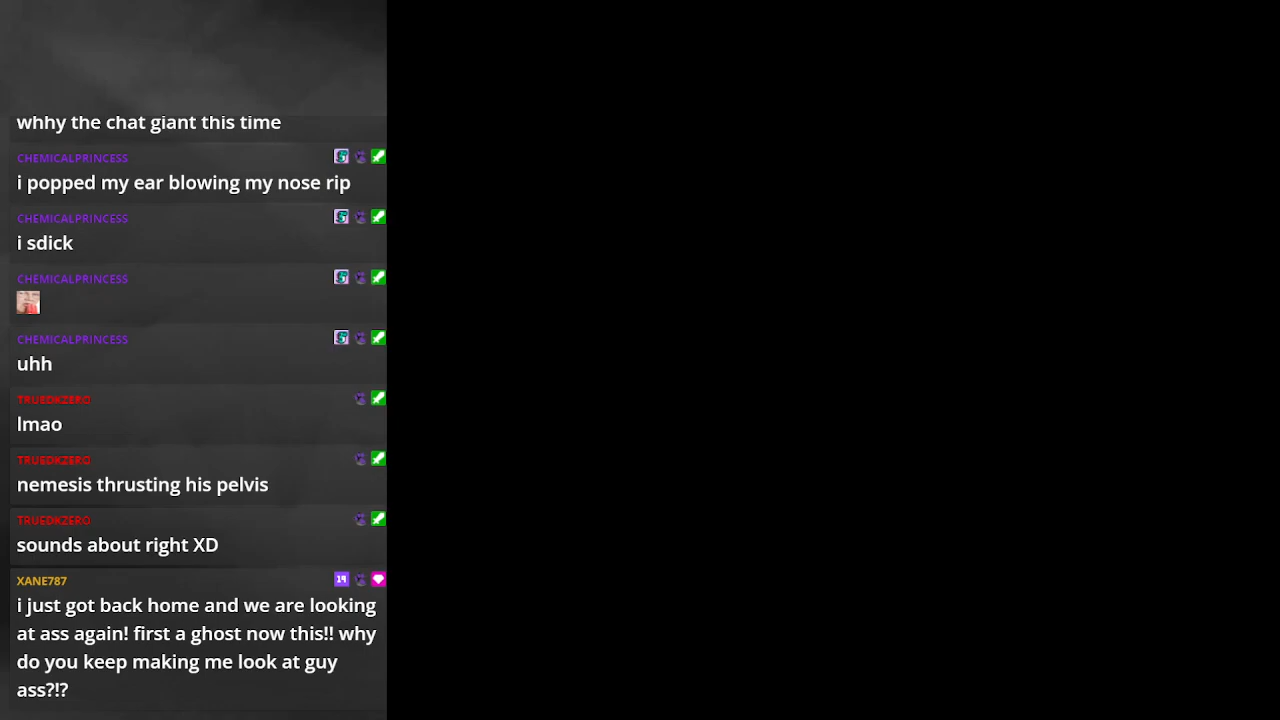 whhy the chat giant this time
CHEMICALPRINCESS
i popped my ear blowing my nose rip
CHEMICALPRINCESS
i sdick
CHEMICALPRINCESS
CHEMICALPRINCESS
uhh
TRUEDKZERO
lmao
TRUEDKZERO
nemesis thrusting his pelvis
TRUEDKZERO
sounds about right XD
XANE787 19
i just got back home and we are looking
at ass again! first a ghost now this!! why
do you keep making me look at guy
ass?!?